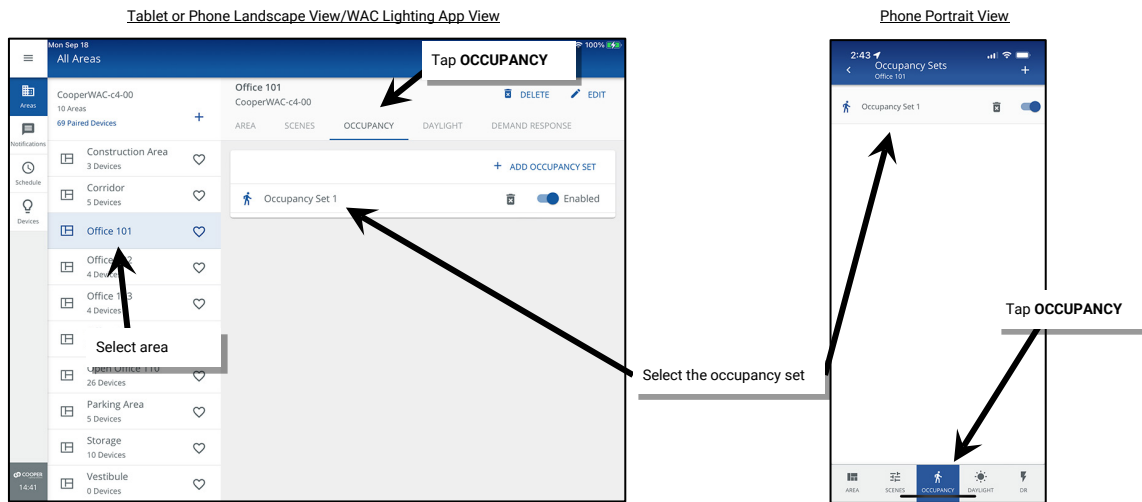 Tablet or Phone Landscape View/WAC Lighting App View
Mon Sep 18
100%
All Areas
Tap OCCUPANCY
Areas
Notifications
Schedule
Devices
CooperWAC-c4-00
10 Areas
69 Paired Devices
+
Construction Area
3 Devices
Corridor
5 Devices
Office 101
4 Devices
4 Devices
Select area
Open Office 110
26 Devices
Parking Area
5 Devices
Storage
10 Devices
Vestibule
0 Devices
COOPER
14:41
Office 101
CooperWAC-c4-00
DELETE
EDIT
AREA SCENES OCCUPANCY DAYLIGHT DEMAND RESPONSE
+ ADD OCCUPANCY SET
Occupancy Set 1
Enabled
Select the occupancy set
Phone Portrait View
2:43
Occupancy Sets
Office 101
+
Occupancy Set 1
Tap OCCUPANCY
AREA SCENES OCCUPANCY DAYLIGHT DR